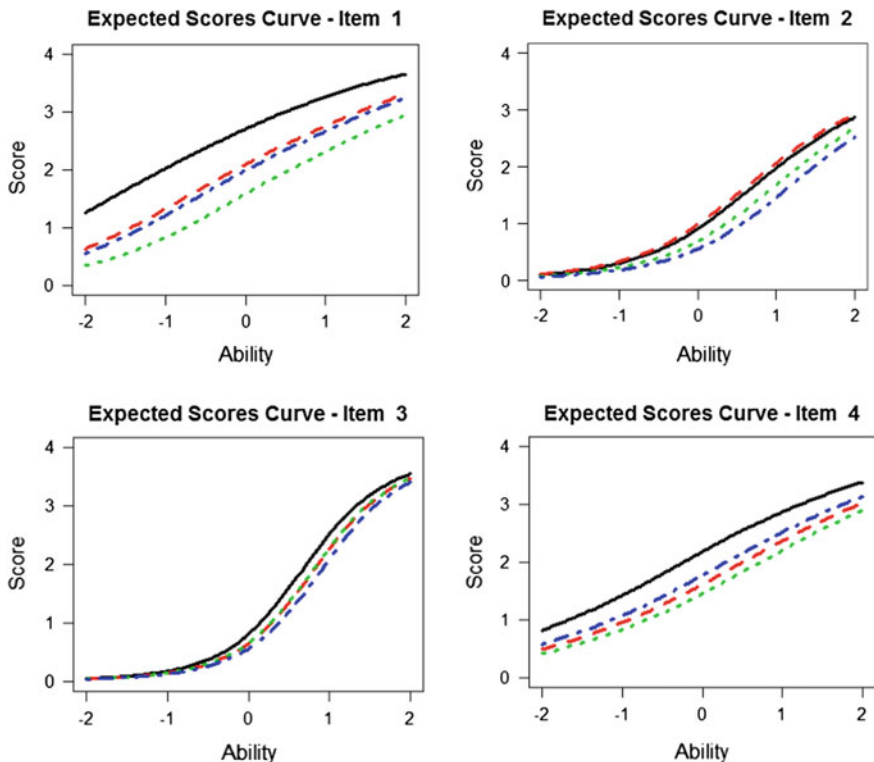 Expected Scores Curve - Item 1
4
3
2
1
0
Score
-2 -1 0 1 2
Ability
Expected Scores Curve - Item 2
4
3
2
1
0
Score
-2 -1 0 1 2
Ability
Expected Scores Curve - Item 3
4
3
2
1
0
Score
-2 -1 0 1 2
Ability
Expected Scores Curve - Item 4
4
3
2
1
0
Score
-2 -1 0 1 2
Ability